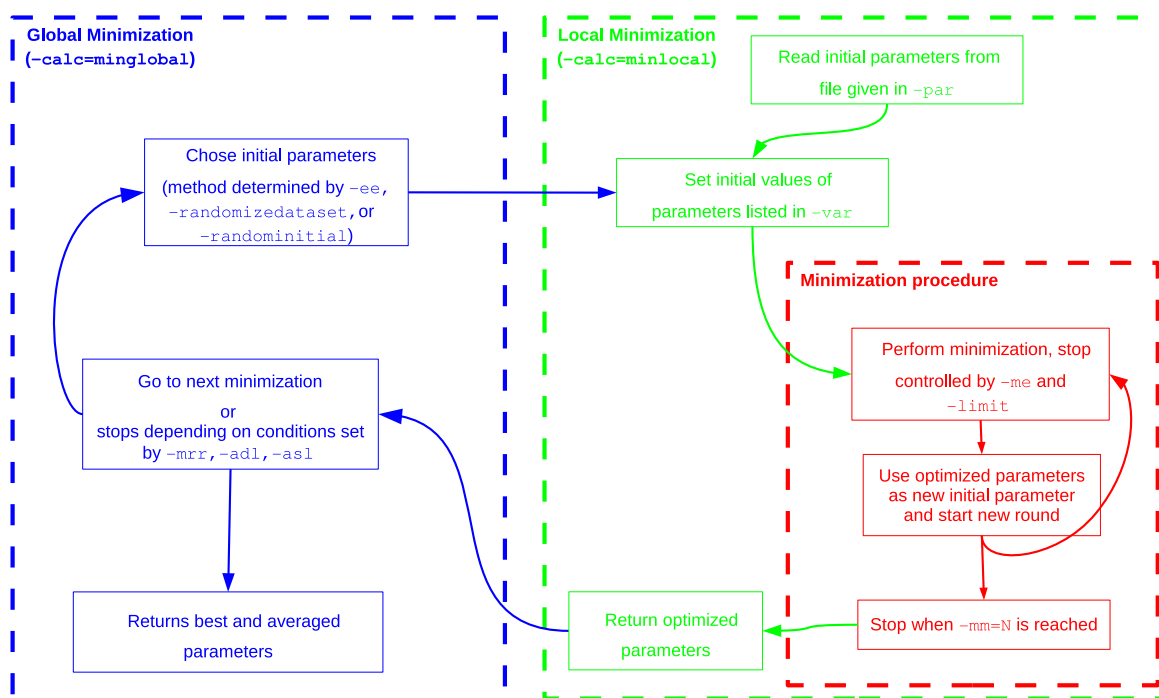 Global Minimization
(-calc=minglobal)
Chose initial parameters
(method determined by -ee,
-randomizedataset, or
-randominitial)
Go to next minimization
or
stops depending on conditions set
by -mrr,-adl,-asl
Returns best and averaged
parameters
Local Minimization
(-calc=minlocal)
Read initial parameters from
file given in -par
Set initial values of
parameters listed in -var
Minimization procedure
Perform minimization, stop
controlled by -me and
-limit
Use optimized parameters
as new initial parameter
and start new round
Stop when -mm=N is reached
Return optimized
parameters